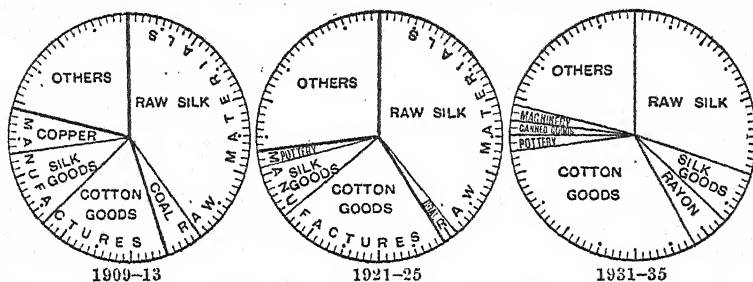 OTHERS
RAW SILK
RAW MATERIALS
COAL
COTTON
GOODS
SILK
GOODS
COPPER
MANUFACTURES
1909–13
OTHERS
RAW SILK
RAW MATERIALS
COTTON
GOODS
SILK
GOODS
POTTERY
MANUFACTURES
1921–25
OTHERS
RAW SILK
SILK
GOODS
RAYON
COTTON
GOODS
POTTERY
CANNED GOODS
MACHINERY
1931–35